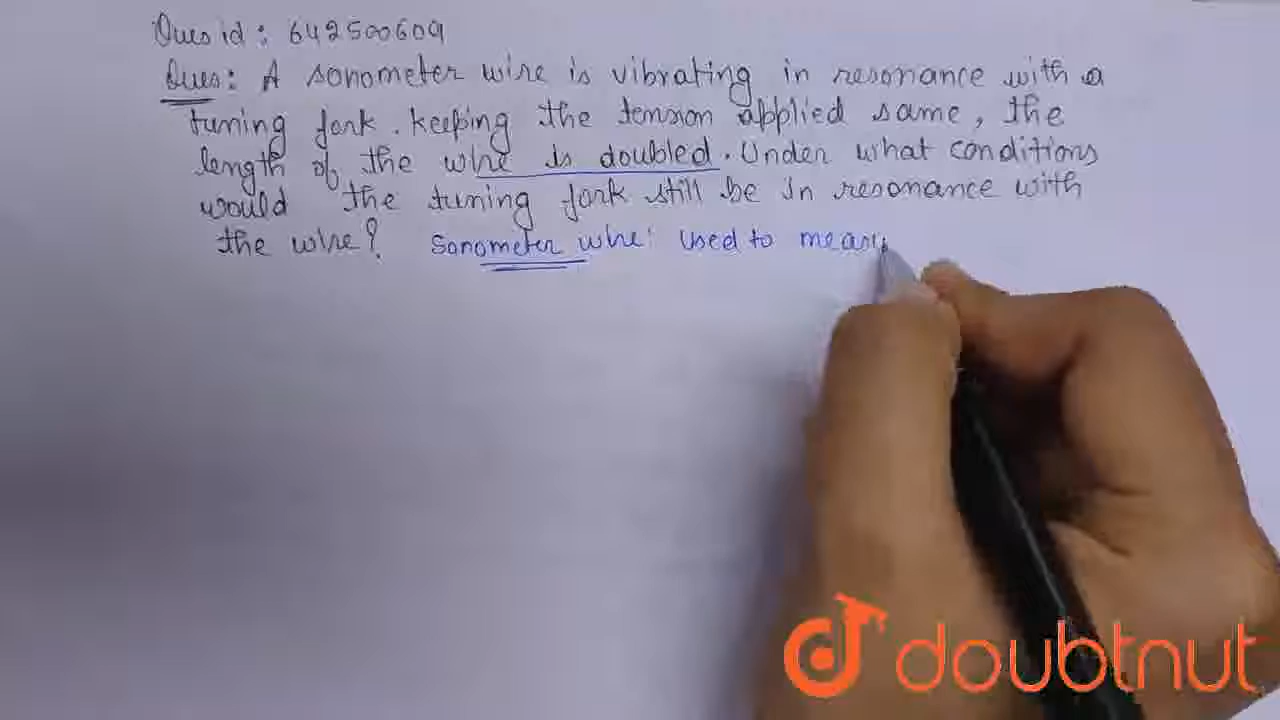 Ques id : 642500609
Ques : A sonometer wire is vibrating in resonance with a
tuning fork. keeping the tension applied same, the
length of the wire is doubled. Under what conditions
would the tuning fork still be in resonance with
the wire? Sonometer wire: Used to measu
doubtnut